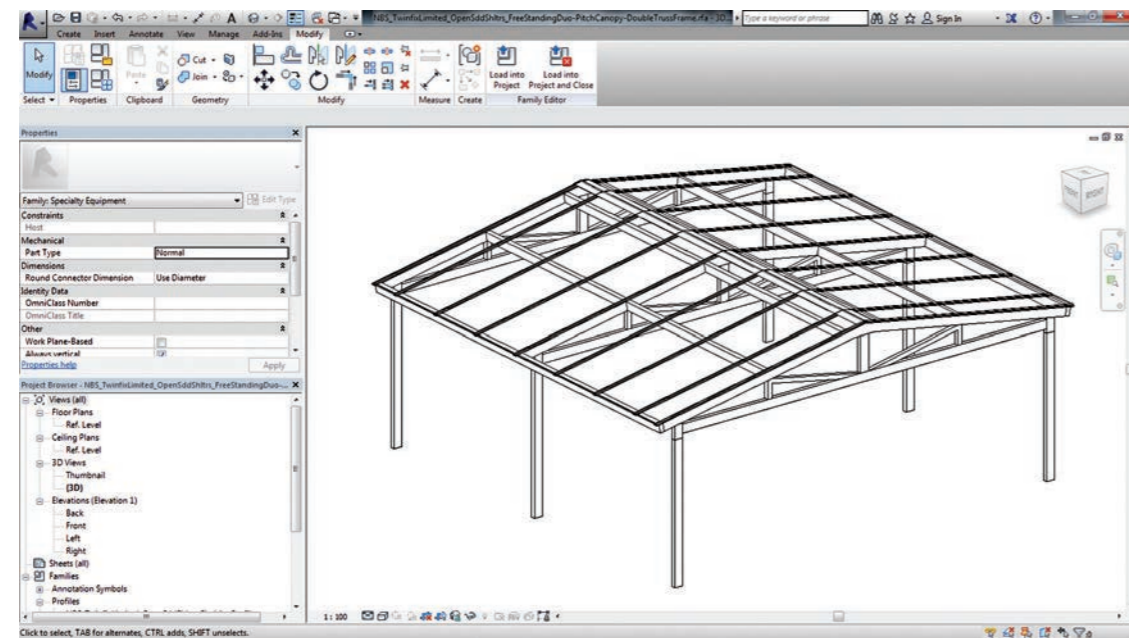 NBS_TwinfixLimited_OpenSddShltrs_FreeStandingDuo-PitchCanopy-DoubleTrussFrame.rfa - 3D...
Type a keyword or phrase
Sign In
Create Insert Annotate View Manage Add-Ins Modify
Modify
Paste
Cut
Join
Load into Project
Load into Project and Close
Select Properties Clipboard Geometry Modify Measure Create Family Editor
Properties
Family: Specialty Equipment
Edit Type
Constraints
Host
Mechanical
Part Type Normal
Dimensions
Round Connector Dimension Use Diameter
Identity Data
OmniClass Number
OmniClass Title
Other
Work Plane-Based
Always vertical
Properties help
Apply
Project Browser - NBS_TwinfixLimited_OpenSddShltrs_FreeStandingDuo-...
Views (all)
Floor Plans
Ref. Level
Ceiling Plans
Ref. Level
3D Views
Thumbnail
{3D}
Elevations (Elevation 1)
Back
Front
Left
Right
Sheets (all)
Families
Annotation Symbols
Profiles
1 : 100
Click to select, TAB for alternates, CTRL adds, SHIFT unselects.